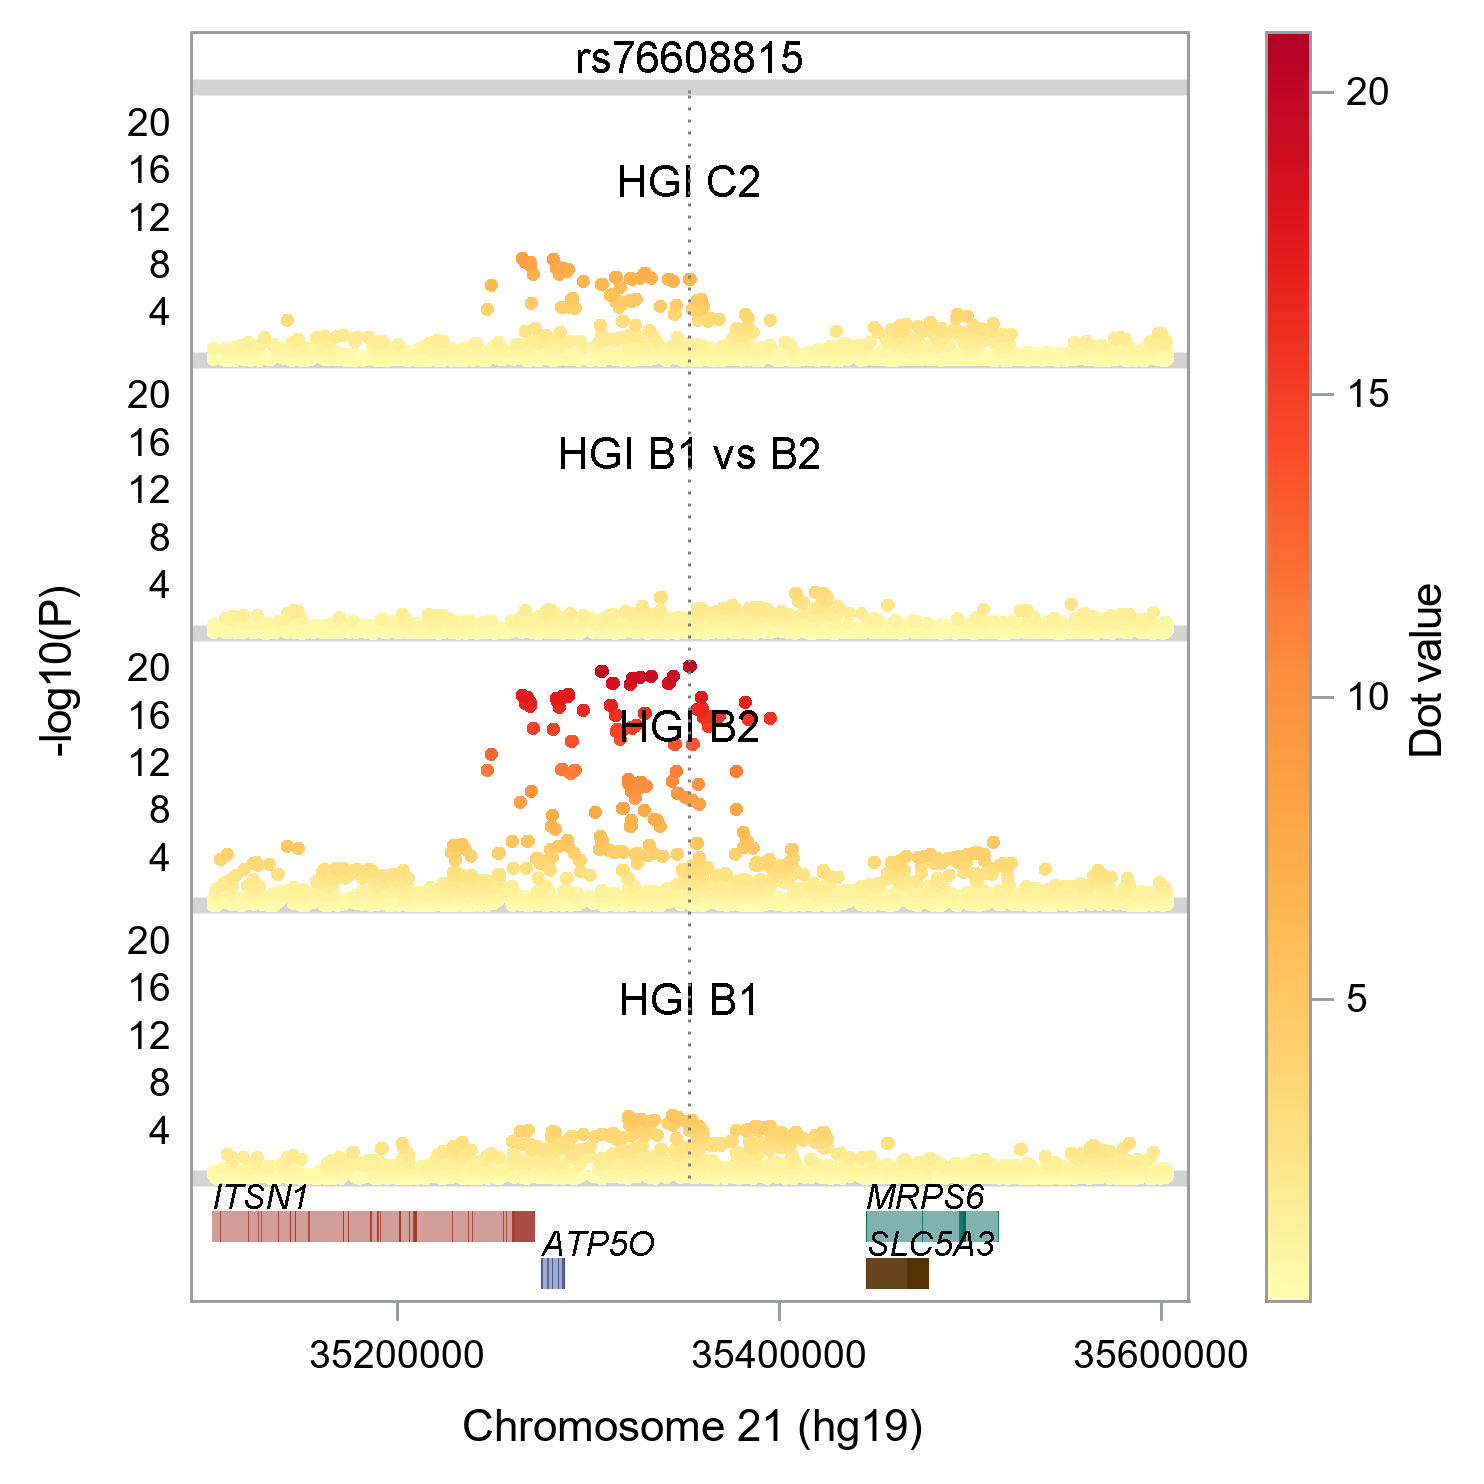 rs76608815
20
16
12
8
4
HGI C2
20
16
12
8
4
HGI B1 vs B2
20
16
12
8
4
HGI B2
20
16
12
8
4
HGI B1
-log10(P)
ITSN1
ATP5O
MRPS6
SLC5A3
35200000
35400000
35600000
Chromosome 21 (hg19)
20
15
10
5
Dot value